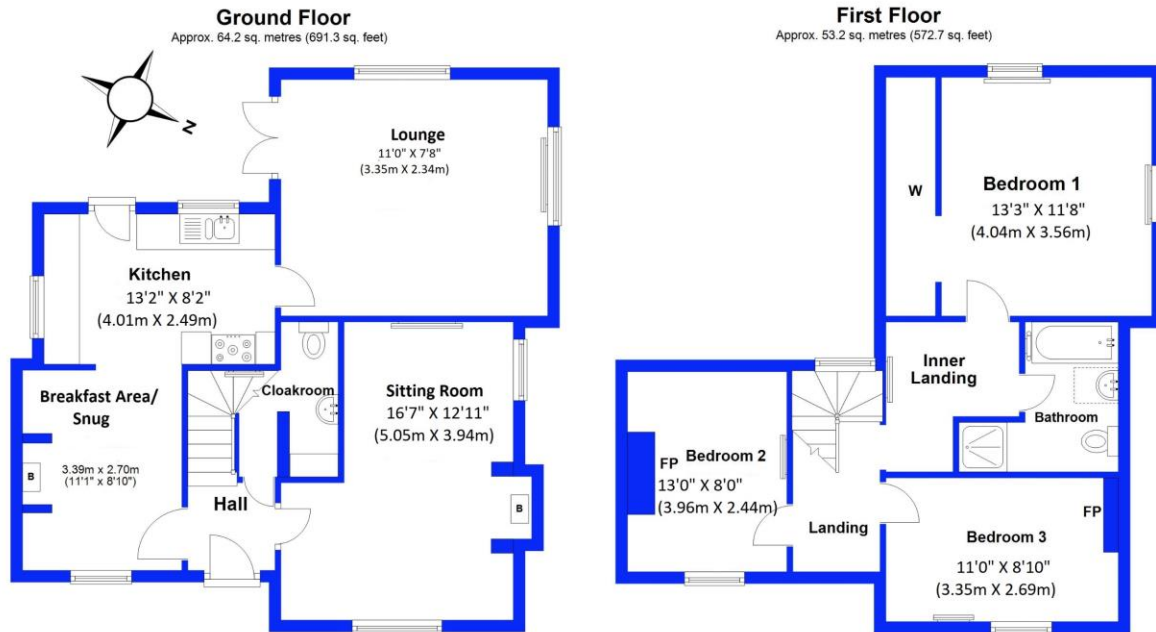 Ground Floor
Approx. 64.2 sq. metres (691.3 sq. feet)
N
Lounge
11'0" X 7'8"
(3.35m X 2.34m)
Kitchen
13'2" X 8'2"
(4.01m X 2.49m)
Cloakroom
Breakfast Area/
Snug
3.39m x 2.70m
(11'1" x 8'10")
B
Sitting Room
16'7" X 12'11"
(5.05m X 3.94m)
B
Hall
First Floor
Approx. 53.2 sq. metres (572.7 sq. feet)
W
Bedroom 1
13'3" X 11'8"
(4.04m X 3.56m)
Inner
Landing
Bathroom
FP
Bedroom 2
13'0" X 8'0"
(3.96m X 2.44m)
Landing
FP
Bedroom 3
11'0" X 8'10"
(3.35m X 2.69m)